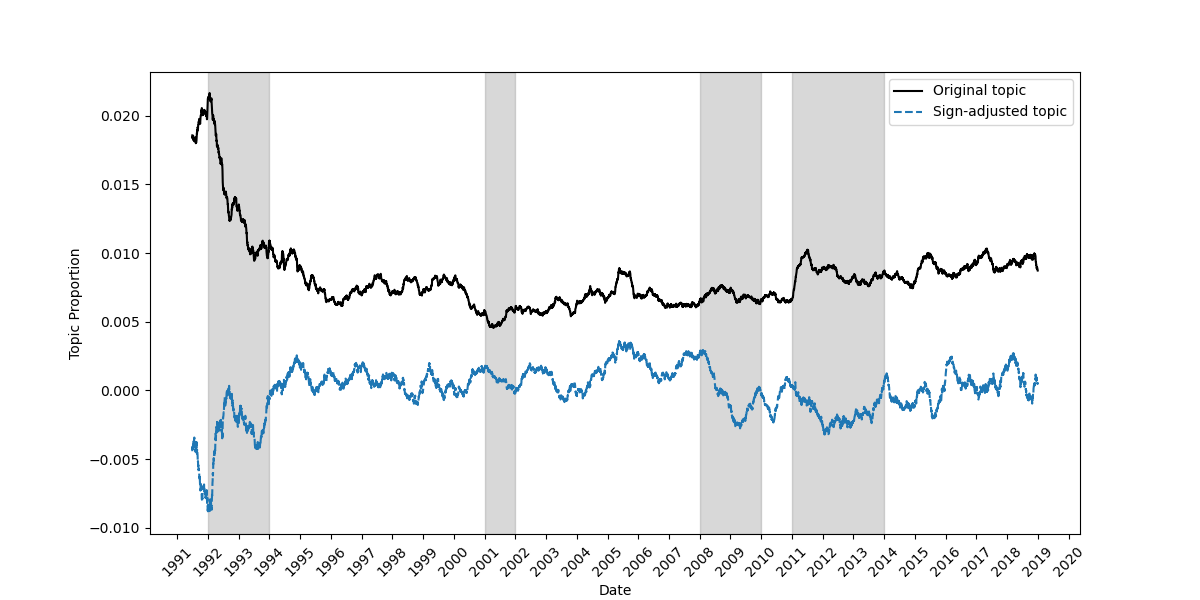 Original topic
Sign-adjusted topic
Topic Proportion
0.020
0.015
0.010
0.005
0.000
−0.005
−0.010
1991 1992 1993 1994 1995 1996 1997 1998 1999 2000 2001 2002 2003 2004 2005 2006 2007 2008 2009 2010 2011 2012 2013 2014 2015 2016 2017 2018 2019 2020
Date